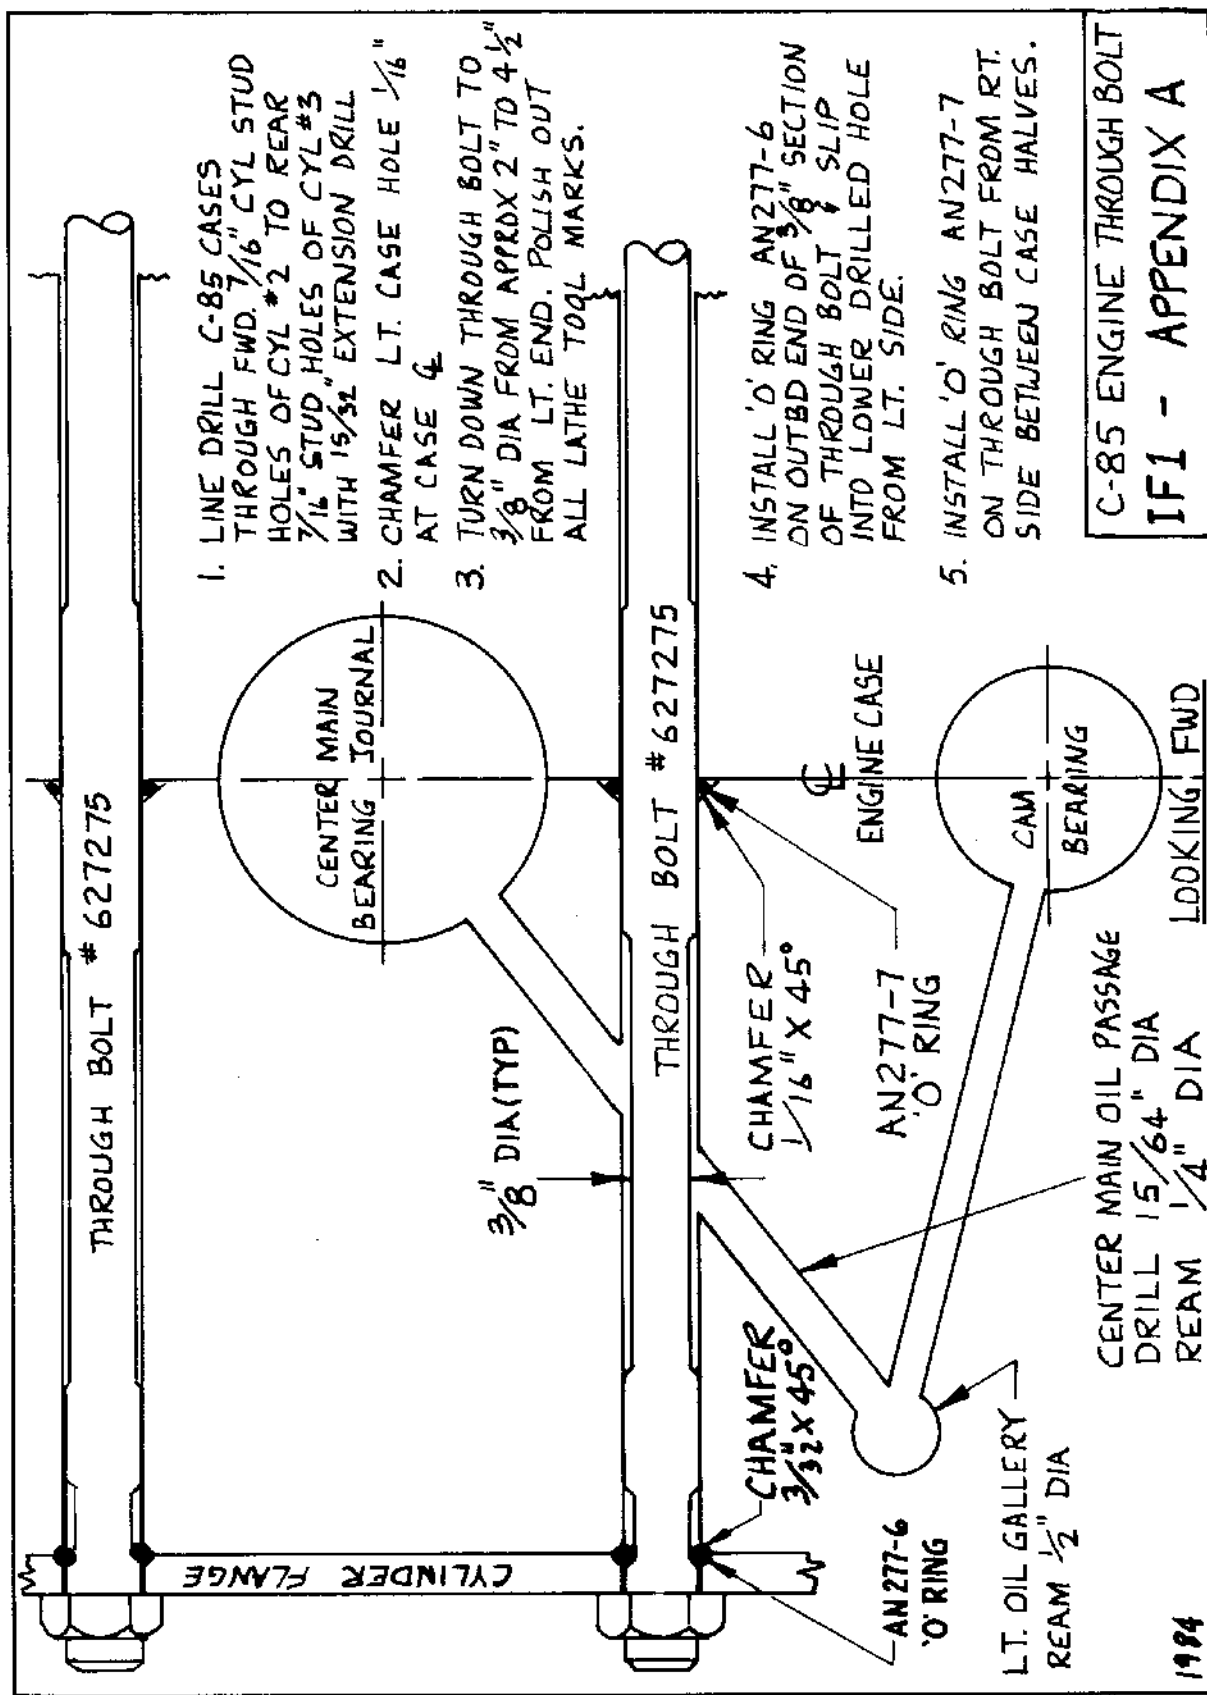 THROUGH BOLT # 627275
CYLINDER FLANGE
CENTER MAIN
BEARING JOURNAL
3/8" DIA (TYP)
THROUGH BOLT # 627275
CHAMFER
3/32" X 45°
CHAMFER
1/16" X 45°
AN277-6
'O' RING
AN277-7
'O' RING
℄
ENGINE CASE
CAM
BEARING
LT. OIL GALLERY
REAM 1/2" DIA
CENTER MAIN OIL PASSAGE
DRILL 15/64" DIA
REAM 1/4" DIA
LOOKING FWD
1984
1. LINE DRILL C-85 CASES
THROUGH FWD. 7/16" CYL STUD
HOLES OF CYL #2 TO REAR
7/16" STUD HOLES OF CYL #3
WITH 15/32" EXTENSION DRILL
2. CHAMFER LT. CASE HOLE 1/16"
AT CASE ℄
3. TURN DOWN THROUGH BOLT TO
3/8" DIA FROM APPROX 2" TO 4 1/2"
FROM LT. END. POLISH OUT
ALL LATHE TOOL MARKS.
4. INSTALL 'O' RING AN277-6
ON OUTBD END OF 3/8" SECTION
OF THROUGH BOLT & SLIP
INTO LOWER DRILLED HOLE
FROM LT. SIDE.
5. INSTALL 'O' RING AN277-7
ON THROUGH BOLT FROM RT.
SIDE BETWEEN CASE HALVES.
C-85 ENGINE THROUGH BOLT
IF1 - APPENDIX A